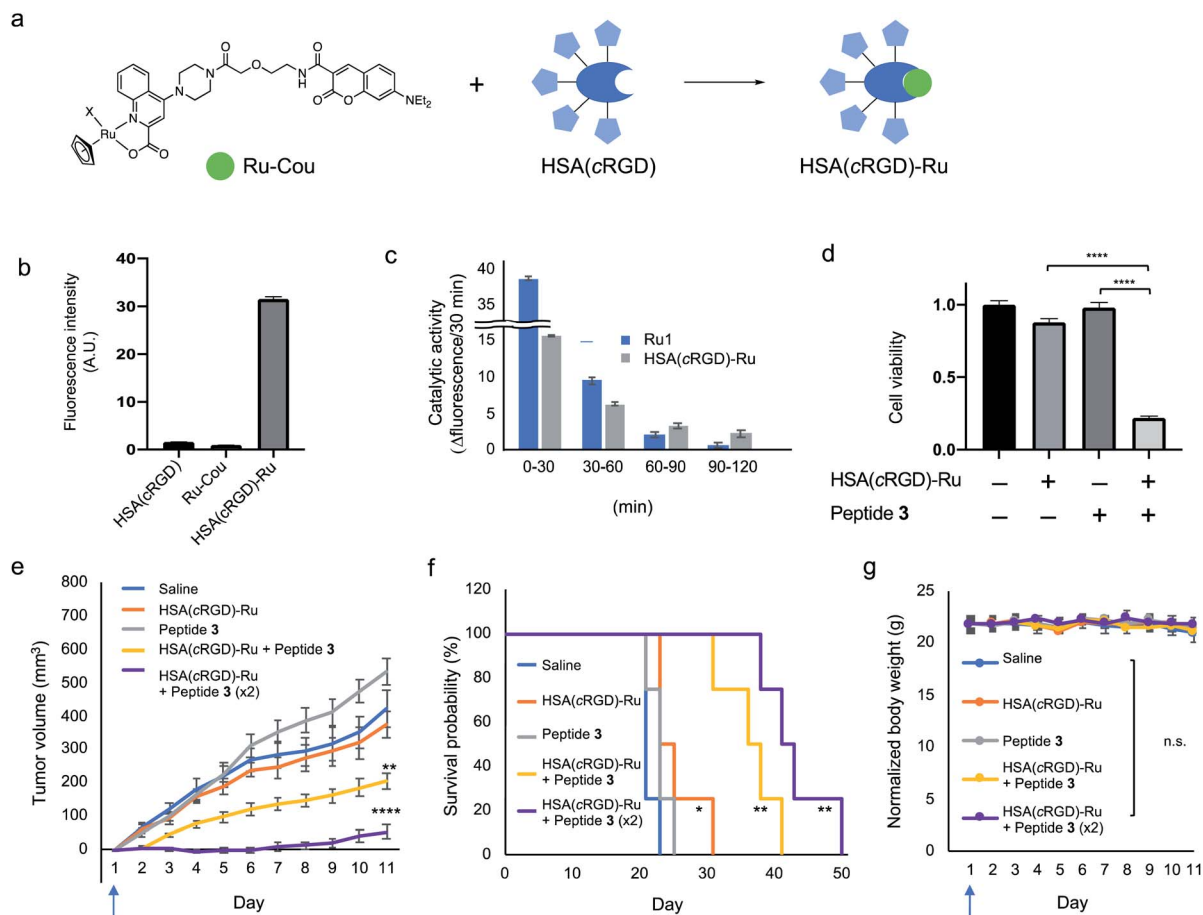 a
N
N
O
O
N
H
O
O
O
NEt₂
X
N
Ru
O
O
Ru-Cou
+
HSA(cRGD)
HSA(cRGD)-Ru
b
Fluorescence intensity
(A.U.)
40
30
20
10
0
HSA(cRGD)
Ru-Cou
HSA(cRGD)-Ru
c
Catalytic activity
(Δfluorescence/30 min)
40
35
15
10
5
0
Ru1
HSA(cRGD)-Ru
0-30
30-60
60-90
90-120
(min)
d
Cell viability
1.0
0.5
0.0
****
****
HSA(cRGD)-Ru − + − +
Peptide 3 − − + +
e
Tumor volume (mm³)
800
700
600
500
400
300
200
100
0
Saline
HSA(cRGD)-Ru
Peptide 3
HSA(cRGD)-Ru + Peptide 3
HSA(cRGD)-Ru
+ Peptide 3 (x2)
**
****
1 2 3 4 5 6 7 8 9 10 11
Day
f
Survival probability (%)
120
100
80
60
40
20
0
Saline
HSA(cRGD)-Ru
Peptide 3
HSA(cRGD)-Ru
+ Peptide 3
HSA(cRGD)-Ru
+ Peptide 3 (x2)
* ** **
0 10 20 30 40 50
Day
g
Normalized body weight (g)
25
20
15
10
5
0
Saline
HSA(cRGD)-Ru
Peptide 3
HSA(cRGD)-Ru
+ Peptide 3
HSA(cRGD)-Ru
+ Peptide 3 (x2)
n.s.
1 2 3 4 5 6 7 8 9 10 11
Day